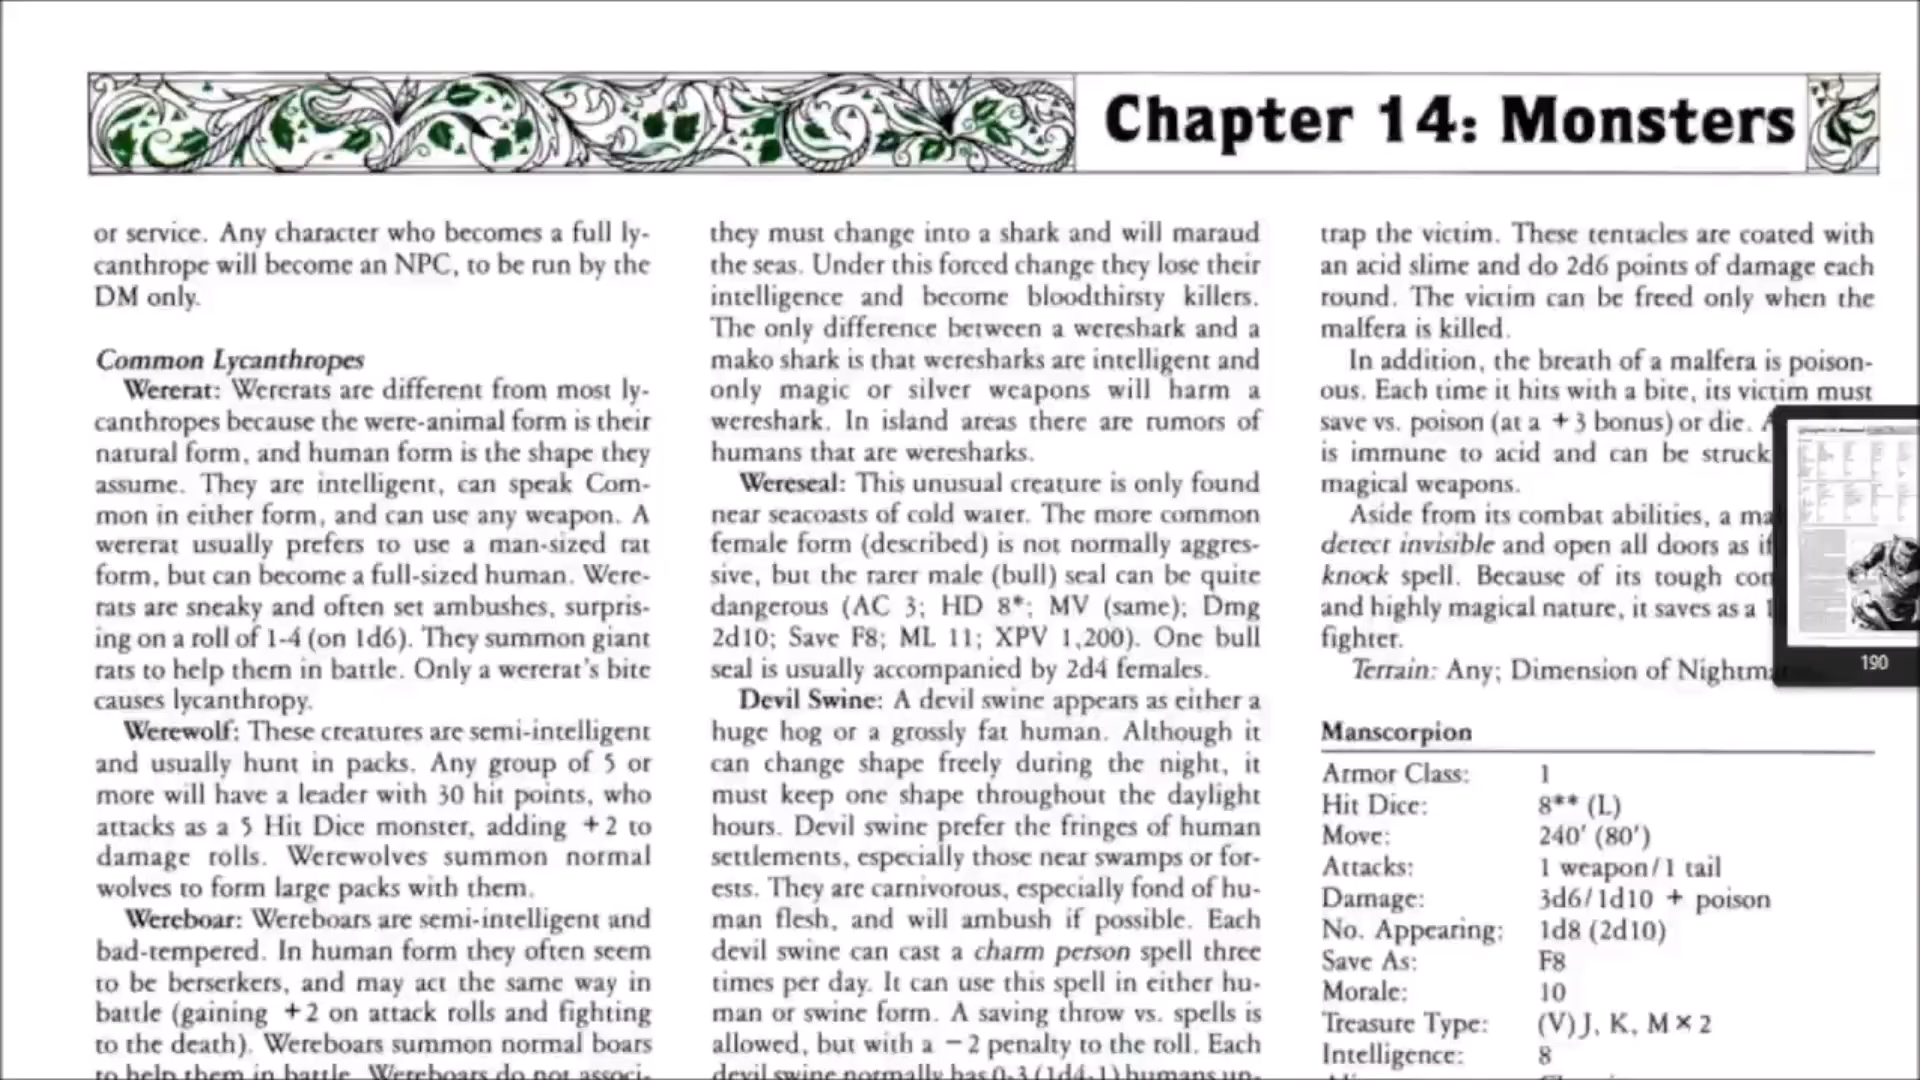 Chapter 14: Monsters
or service. Any character who becomes a full ly-
canthrope will become an NPC, to be run by the
DM only.
Common Lycanthropes
Wererat: Wererats are different from most ly-
canthropes because the were-animal form is their
natural form, and human form is the shape they
assume. They are intelligent, can speak Com-
mon in either form, and can use any weapon. A
wererat usually prefers to use a man-sized rat
form, but can become a full-sized human. Were-
rats are sneaky and often set ambushes, surpris-
ing on a roll of 1-4 (on 1d6). They summon giant
rats to help them in battle. Only a wererat's bite
causes lycanthropy.
Werewolf: These creatures are semi-intelligent
and usually hunt in packs. Any group of 5 or
more will have a leader with 30 hit points, who
attacks as a 5 Hit Dice monster, adding +2 to
damage rolls. Werewolves summon normal
wolves to form large packs with them.
Wereboar: Wereboars are semi-intelligent and
bad-tempered. In human form they often seem
to be berserkers, and may act the same way in
battle (gaining +2 on attack rolls and fighting
to the death). Wereboars summon normal boars
to help them in battle. Wereboars do not associ-
they must change into a shark and will maraud
the seas. Under this forced change they lose their
intelligence and become bloodthirsty killers.
The only difference between a wereshark and a
mako shark is that weresharks are intelligent and
only magic or silver weapons will harm a
wereshark. In island areas there are rumors of
humans that are weresharks.
Wereseal: This unusual creature is only found
near seacoasts of cold water. The more common
female form (described) is not normally aggres-
sive, but the rarer male (bull) seal can be quite
dangerous (AC 3; HD 8*; MV (same); Dmg
2d10; Save F8; ML 11; XPV 1,200). One bull
seal is usually accompanied by 2d4 females.
Devil Swine: A devil swine appears as either a
huge hog or a grossly fat human. Although it
can change shape freely during the night, it
must keep one shape throughout the daylight
hours. Devil swine prefer the fringes of human
settlements, especially those near swamps or for-
ests. They are carnivorous, especially fond of hu-
man flesh, and will ambush if possible. Each
devil swine can cast a charm person spell three
times per day. It can use this spell in either hu-
man or swine form. A saving throw vs. spells is
allowed, but with a -2 penalty to the roll. Each
devil swine normally has 0-3 (1d4-1) humans un-
trap the victim. These tentacles are coated with
an acid slime and do 2d6 points of damage each
round. The victim can be freed only when the
malfera is killed.
In addition, the breath of a malfera is poison-
ous. Each time it hits with a bite, its victim must
save vs. poison (at a +3 bonus) or die.
is immune to acid and can be struck
magical weapons.
Aside from its combat abilities, a
detect invisible and open all doors as
knock spell. Because of its tough
and highly magical nature, it saves as a
fighter.
Terrain: Any; Dimension of
Manscorpion
Armor Class: 1
Hit Dice: 8** (L)
Move: 240' (80')
Attacks: 1 weapon/1 tail
Damage: 3d6/1d10 + poison
No. Appearing: 1d8 (2d10)
Save As: F8
Morale: 10
Treasure Type: (V) J, K, M × 2
Intelligence: 8
190